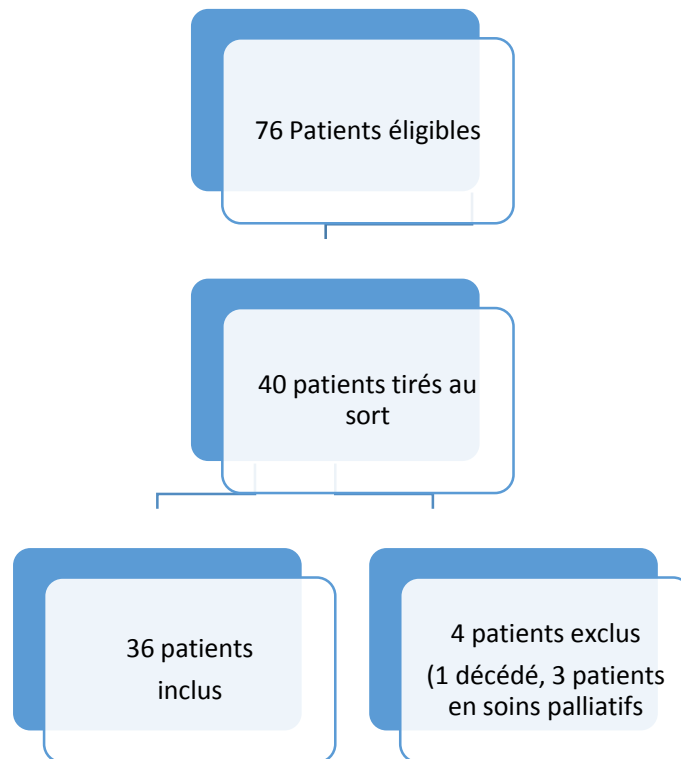 76 Patients éligibles
40 patients tirés au
sort
36 patients
inclus
4 patients exclus
(1 décédé, 3 patients
en soins palliatifs